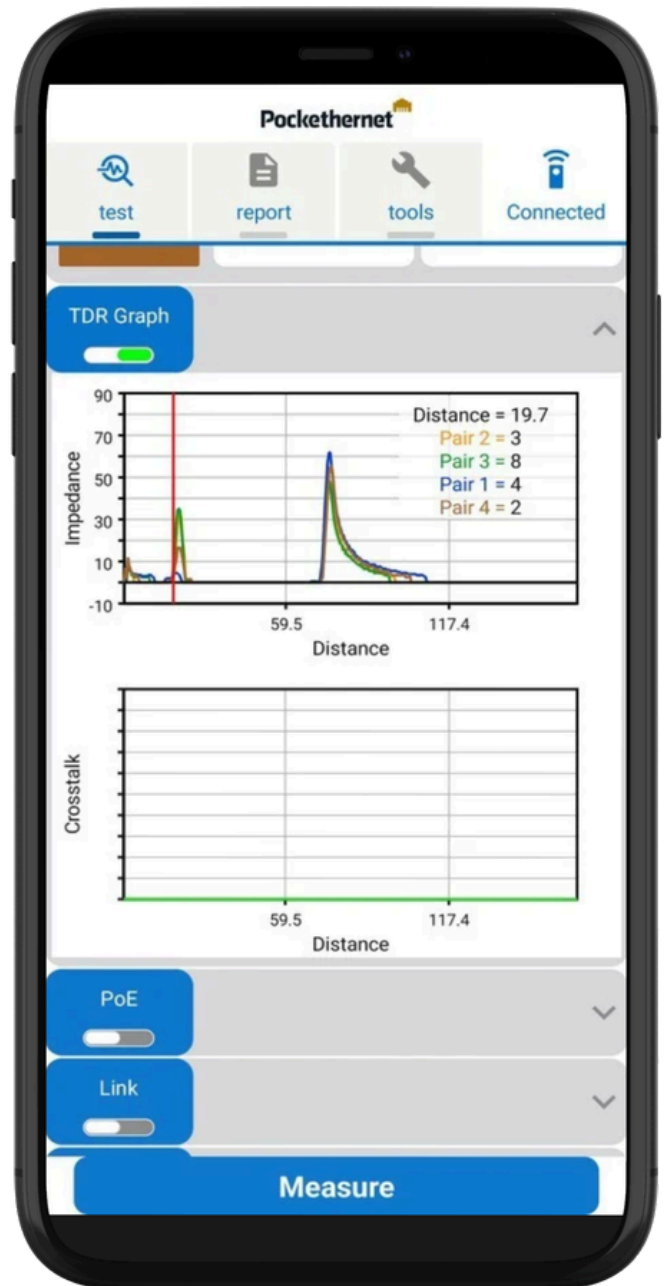 Pockethernet
test
report
tools
Connected
TDR Graph
90
70
50
30
10
-10
Impedance
Distance = 19.7
Pair 2 = 3
Pair 3 = 8
Pair 1 = 4
Pair 4 = 2
59.5
117.4
Distance
Crosstalk
59.5
117.4
Distance
PoE
Link
Measure